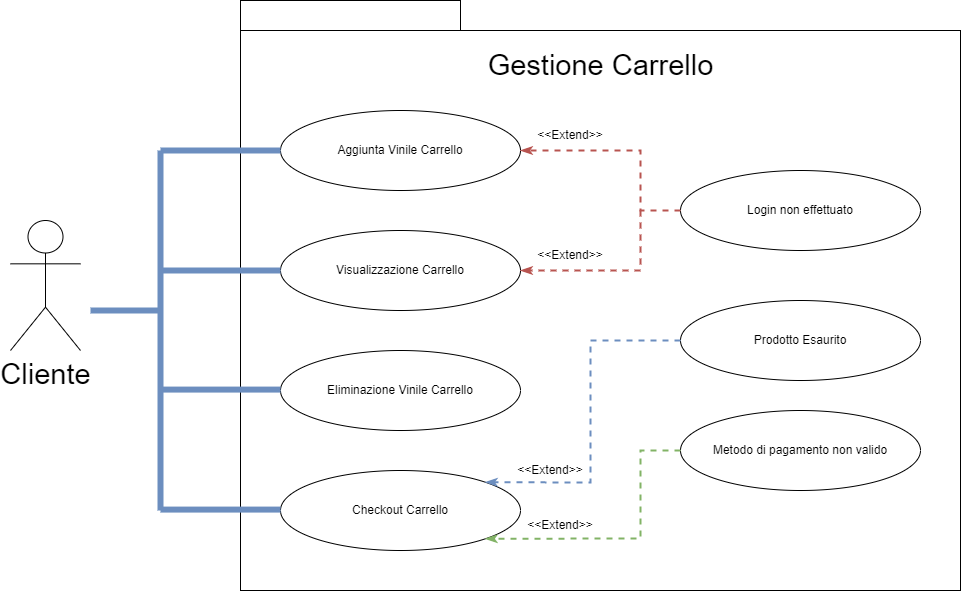 Gestione Carrello
Aggiunta Vinile Carrello
<<Extend>>
Login non effettuato
Visualizzazione Carrello
<<Extend>>
Prodotto Esaurito
Cliente
Eliminazione Vinile Carrello
Metodo di pagamento non valido
<<Extend>>
Checkout Carrello
<<Extend>>